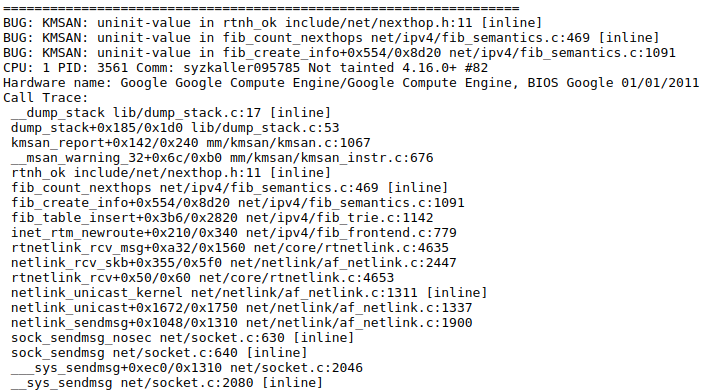 ==================================================================
BUG: KMSAN: uninit-value in rtnh_ok include/net/nexthop.h:11 [inline]
BUG: KMSAN: uninit-value in fib_count_nexthops net/ipv4/fib_semantics.c:469 [inline]
BUG: KMSAN: uninit-value in fib_create_info+0x554/0x8d20 net/ipv4/fib_semantics.c:1091
CPU: 1 PID: 3561 Comm: syzkaller095785 Not tainted 4.16.0+ #82
Hardware name: Google Google Compute Engine/Google Compute Engine, BIOS Google 01/01/2011
Call Trace:
 __dump_stack lib/dump_stack.c:17 [inline]
 dump_stack+0x185/0x1d0 lib/dump_stack.c:53
 kmsan_report+0x142/0x240 mm/kmsan/kmsan.c:1067
 __msan_warning_32+0x6c/0xb0 mm/kmsan/kmsan_instr.c:676
 rtnh_ok include/net/nexthop.h:11 [inline]
 fib_count_nexthops net/ipv4/fib_semantics.c:469 [inline]
 fib_create_info+0x554/0x8d20 net/ipv4/fib_semantics.c:1091
 fib_table_insert+0x3b6/0x2820 net/ipv4/fib_trie.c:1142
 inet_rtm_newroute+0x210/0x340 net/ipv4/fib_frontend.c:779
 rtnetlink_rcv_msg+0xa32/0x1560 net/core/rtnetlink.c:4635
 netlink_rcv_skb+0x355/0x5f0 net/netlink/af_netlink.c:2447
 rtnetlink_rcv+0x50/0x60 net/core/rtnetlink.c:4653
 netlink_unicast_kernel net/netlink/af_netlink.c:1311 [inline]
 netlink_unicast+0x1672/0x1750 net/netlink/af_netlink.c:1337
 netlink_sendmsg+0x1048/0x1310 net/netlink/af_netlink.c:1900
 sock_sendmsg_nosec net/socket.c:630 [inline]
 sock_sendmsg net/socket.c:640 [inline]
 ___sys_sendmsg+0xec0/0x1310 net/socket.c:2046
 __sys_sendmsg net/socket.c:2080 [inline]